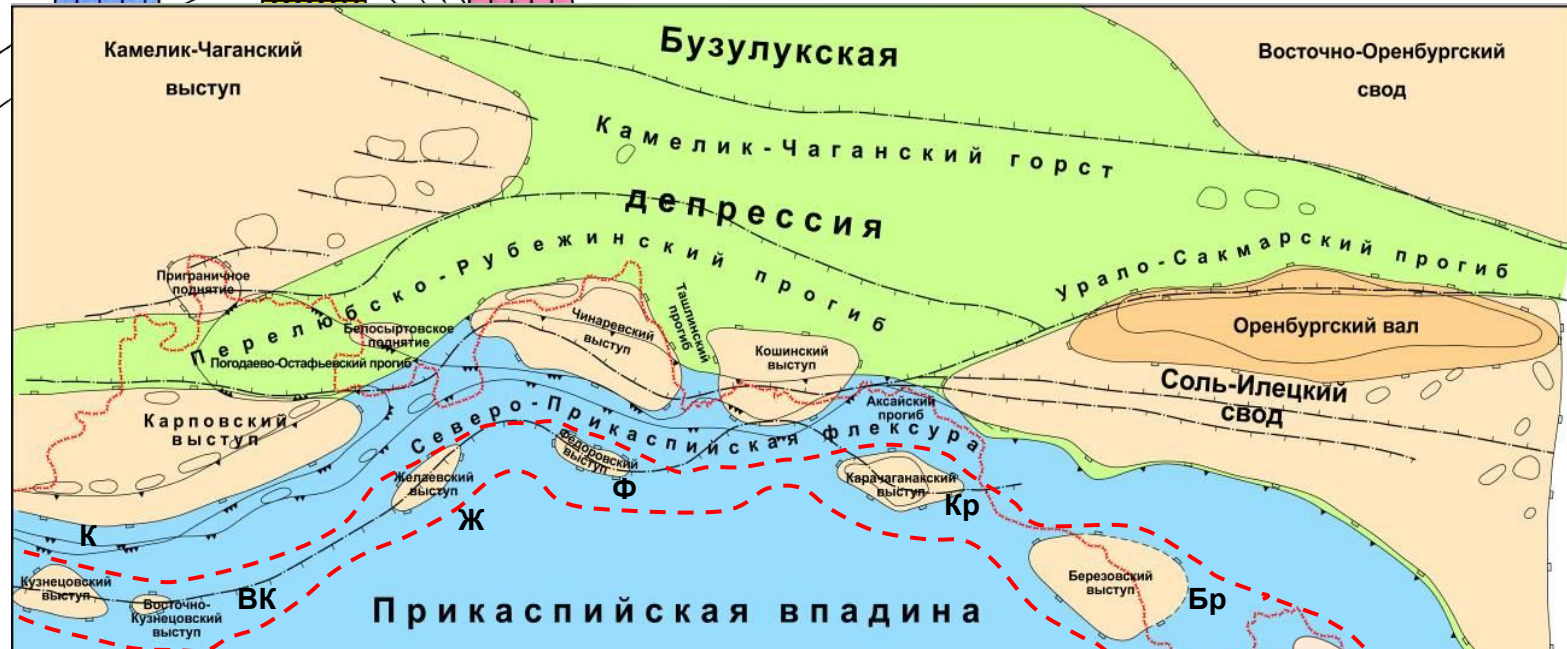 Камелик-Чаганский
выступ
Бузулукская
Восточно-Оренбургский
свод
Камелик-Чаганский горст
депрессия
Перелюбско-Рубежинский прогиб
Урало-Сакмарский прогиб
Приграничное
поднятие
Белосыртовское
поднятие
Погодаево-Остафьевский прогиб
Чинаревский
выступ
Ташлинский
прогиб
Кошинский
выступ
Оренбургский вал
Соль-Илецкий
свод
Карповский
выступ
Аксайский
прогиб
Северо-Прикаспийская флексура
Фёдоровский
выступ
Ф
Желаевский
выступ
Ж
Карачаганакский
выступ
Кр
К
Кузнецовский
выступ
Восточно-
Кузнецовский
выступ
ВК
Прикаспийская впадина
Березовский
выступ
Бр